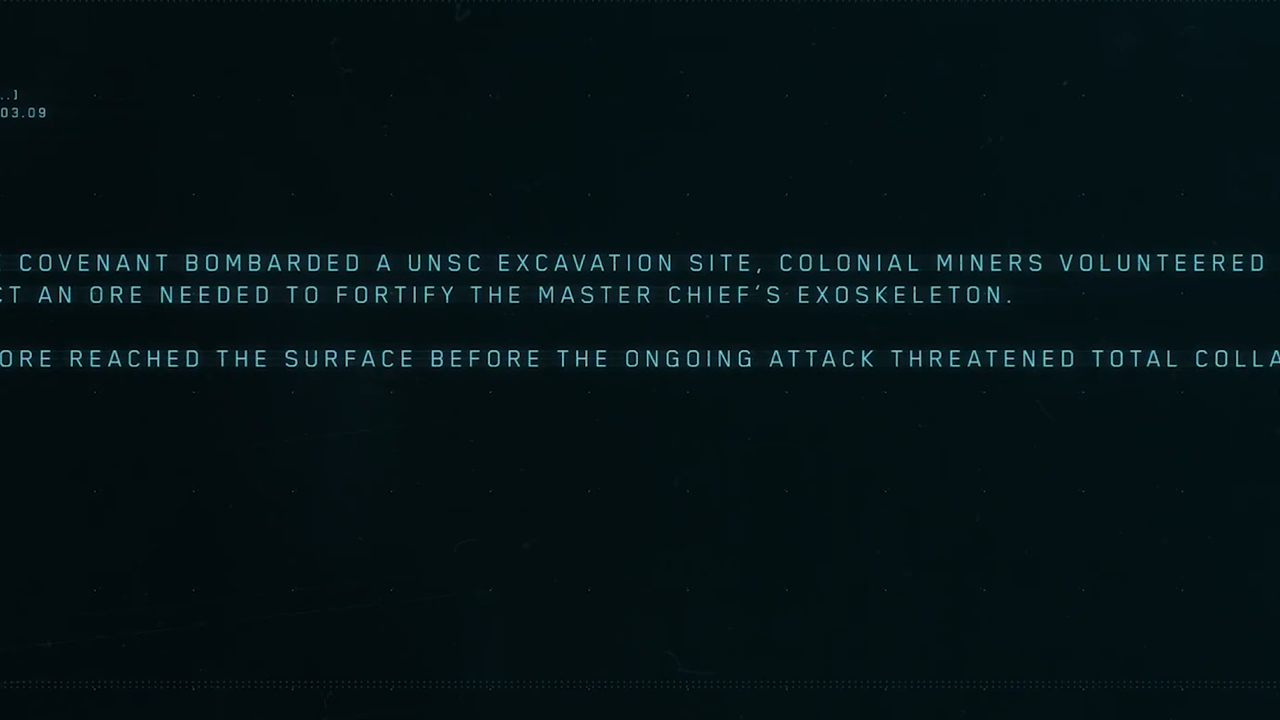 ..]
03.09
COVENANT BOMBARDED A UNSC EXCAVATION SITE, COLONIAL MINERS VOLUNTEERED
AN ORE NEEDED TO FORTIFY THE MASTER CHIEF'S EXOSKELETON.
ORE REACHED THE SURFACE BEFORE THE ONGOING ATTACK THREATENED TOTAL